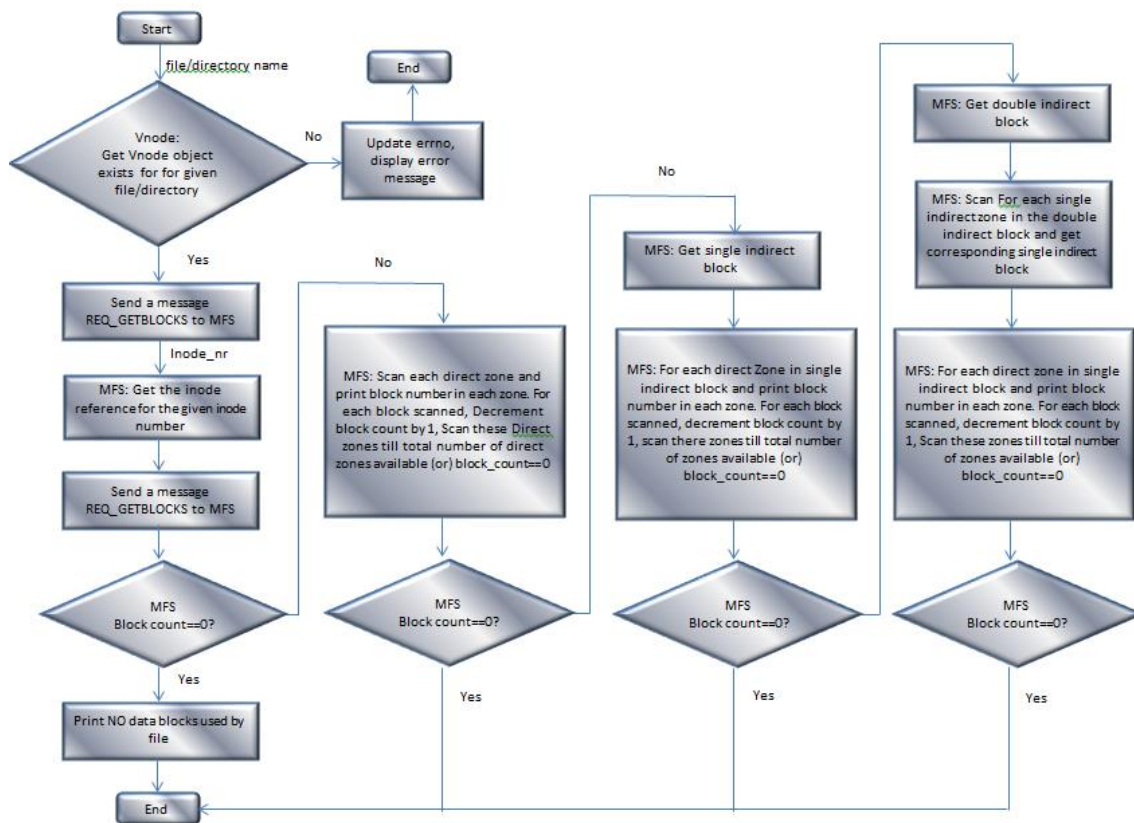 Start
file/directory name
Vnode:
Get Vnode object
exists for for given
file/directory
No
Update errno,
display error
message
End
Yes
Send a message
REQ_GETBLOCKS to MFS
Inode_nr
MFS: Get the inode
reference for the given inode
number
Send a message
REQ_GETBLOCKS to MFS
MFS
Block count==0?
Yes
Print NO data blocks used by
file
End
No
MFS: Scan each direct zone and
print block number in each zone. For
each block scanned, Decrement
block count by 1, Scan these Direct
zones till total number of direct
zones available (or) block_count==0
MFS
Block count==0?
Yes
No
MFS: Get single indirect
block
MFS: For each direct Zone in single
indirect block and print block
number in each zone. For each block
scanned, decrement block count by
1, scan there zones till total number
of zones available (or)
block_count==0
MFS
Block count==0?
Yes
MFS: Get double indirect
block
MFS: Scan For each single
indirect zone in the double
indirect block and get
corresponding single indirect
block
MFS: For each direct zone in single
indirect block and print block
number in each zone. For each block
scanned, decrement block count by
1, Scan these zones till total number
of zones available (or)
block_count==0
MFS
Block count==0?
Yes